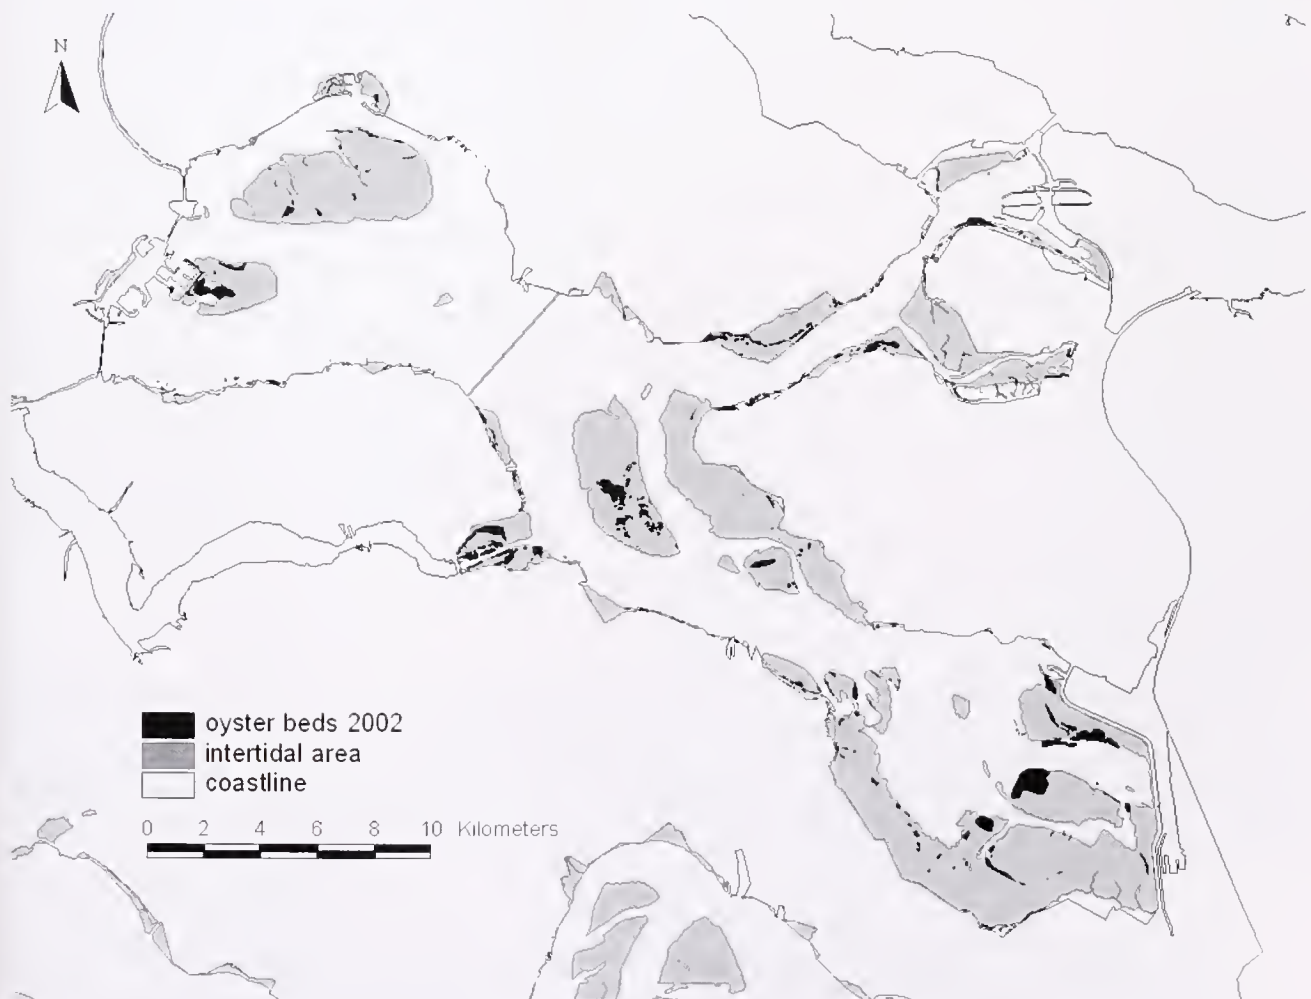 N
oyster beds 2002
intertidal area
coastline
0 2 4 6 8 10 Kilometers